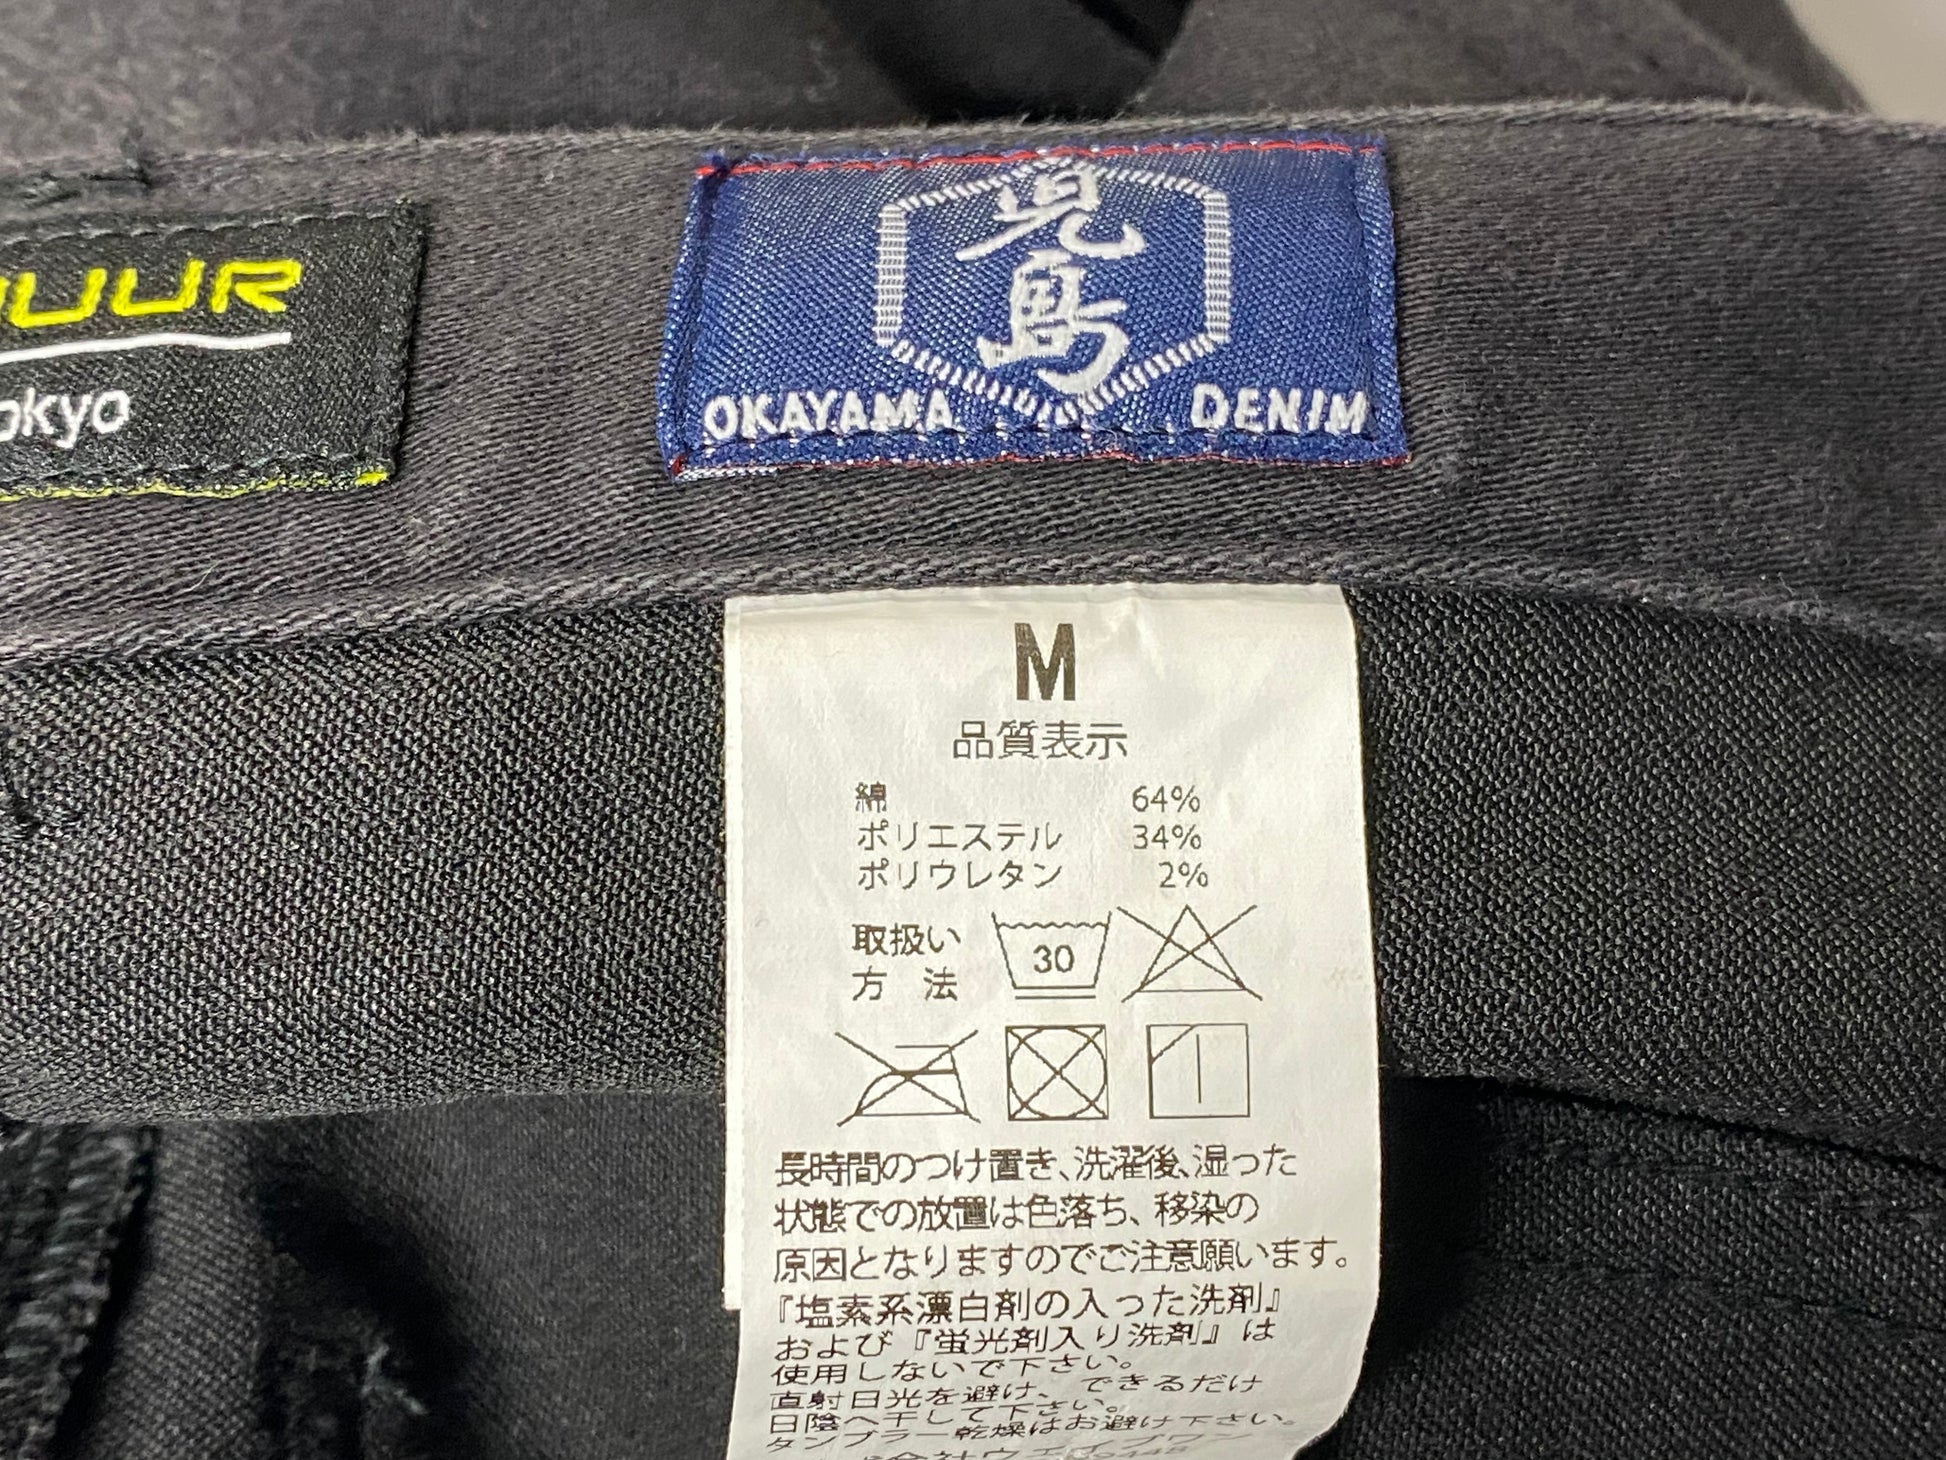 児島
OKAYAMA DENIM
M
品質表示
綿 64%
ポリエステル 34%
ポリウレタン 2%
取扱い
方 法
30
長時間のつけ置き、洗濯後、湿った
状態での放置は色落ち、移染の
原因となりますのでご注意願います。
『塩素系漂白剤の入った洗剤』
および『蛍光剤入り洗剤』は
使用しないで下さい。
直射日光を避け、できるだけ
日陰へ干して下さい。
タンブラー乾燥はお避け下さい。